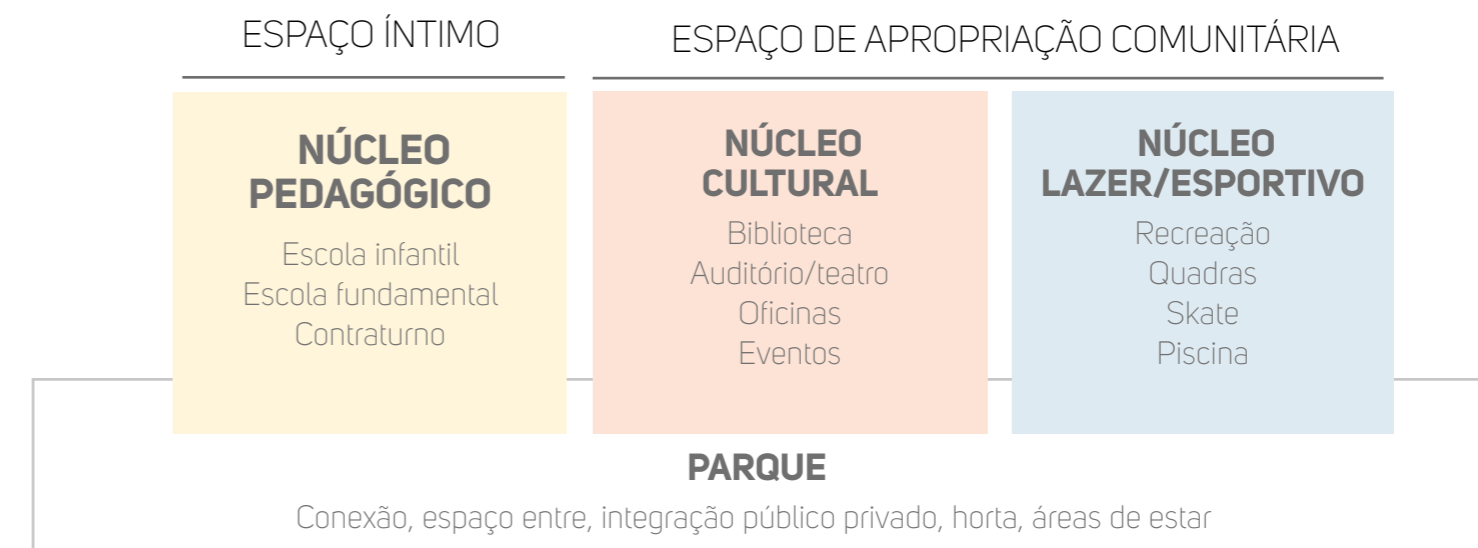 ESPAÇO ÍNTIMO
ESPAÇO DE APROPRIAÇÃO COMUNITÁRIA
NÚCLEO
PEDAGÓGICO
Escola infantil
Escola fundamental
Contraturno
NÚCLEO
CULTURAL
Biblioteca
Auditório/teatro
Oficinas
Eventos
NÚCLEO
LAZER/ESPORTIVO
Recreação
Quadras
Skate
Piscina
PARQUE
Conexão, espaço entre, integração público privado, horta, áreas de estar